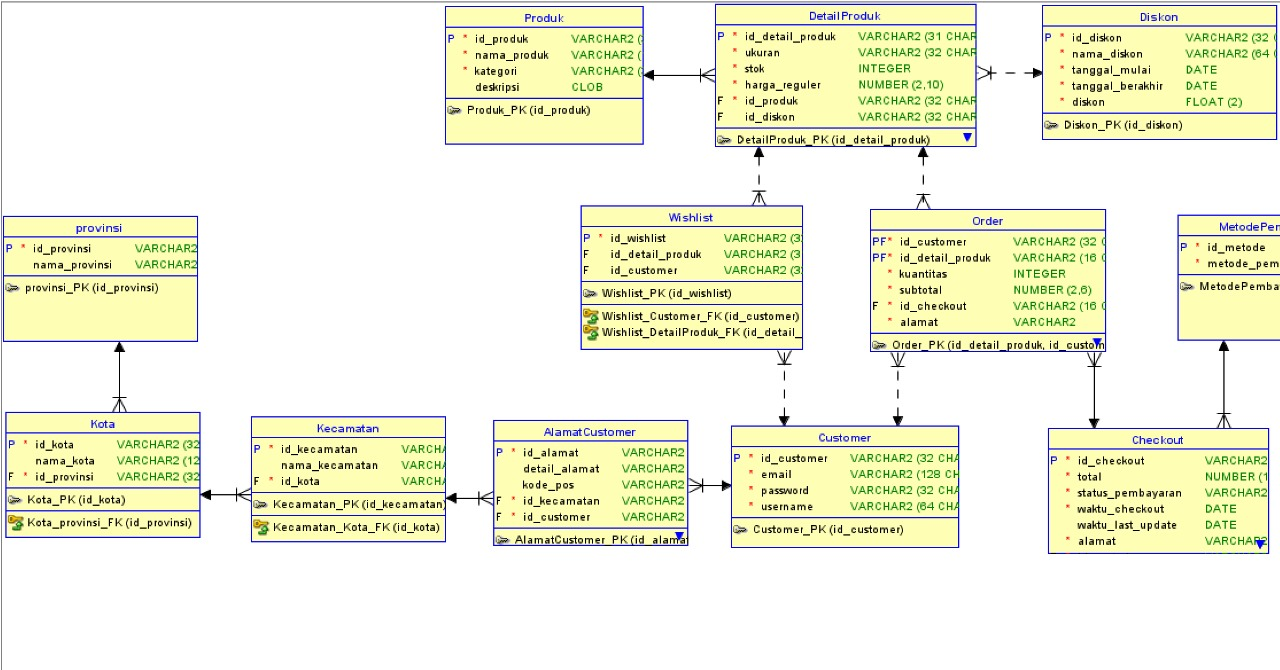 Produk
P * id_produk VARCHAR2 (
* nama_produk VARCHAR2 (
* kategori VARCHAR2 (
deskripsi CLOB
Produk_PK (id_produk)
DetailProduk
P * id_detail_produk VARCHAR2 (31 CHAR
* ukuran VARCHAR2 (32 CHAR
* stok INTEGER
* harga_reguler NUMBER (2,10)
F * id_produk VARCHAR2 (32 CHAR
F id_diskon VARCHAR2 (32 CHAR
DetailProduk_PK (id_detail_produk)
Diskon
P * id_diskon VARCHAR2 (32
* nama_diskon VARCHAR2 (64
* tanggal_mulai DATE
* tanggal_berakhir DATE
* diskon FLOAT (2)
Diskon_PK (id_diskon)
provinsi
P * id_provinsi VARCHAR2
nama_provinsi VARCHAR2
provinsi_PK (id_provinsi)
Wishlist
P * id_wishlist VARCHAR2 (3
F id_detail_produk VARCHAR2 (3
F id_customer VARCHAR2 (3
Wishlist_PK (id_wishlist)
Wishlist_Customer_FK (id_customer)
Wishlist_DetailProduk_FK (id_detail_
Order
PF* id_customer VARCHAR2 (32
PF* id_detail_produk VARCHAR2 (16
* kuantitas INTEGER
* subtotal NUMBER (2,6)
F * id_checkout VARCHAR2 (16
* alamat VARCHAR2
Order_PK (id_detail_produk, id_custom
MetodePem
P * id_metode
* metode_pem
MetodePemba
Kota
P * id_kota VARCHAR2 (32
nama_kota VARCHAR2 (12
F * id_provinsi VARCHAR2 (32
Kota_PK (id_kota)
Kota_provinsi_FK (id_provinsi)
Kecamatan
P * id_kecamatan VARCHA
nama_kecamatan VARCHA
F * id_kota VARCHA
Kecamatan_PK (id_kecamatan)
Kecamatan_Kota_FK (id_kota)
AlamatCustomer
P * id_alamat VARCHAR2
detail_alamat VARCHAR2
kode_pos VARCHAR2
F * id_kecamatan VARCHAR2
F * id_customer VARCHAR2
AlamatCustomer_PK (id_alama
Customer
P * id_customer VARCHAR2 (32 CHA
* email VARCHAR2 (128 CH
* password VARCHAR2 (32 CHA
* username VARCHAR2 (64 CHA
Customer_PK (id_customer)
Checkout
P * id_checkout VARCHAR2
* total NUMBER (1
* status_pembayaran VARCHAR2
* waktu_checkout DATE
waktu_last_update DATE
* alamat VARCHAR2